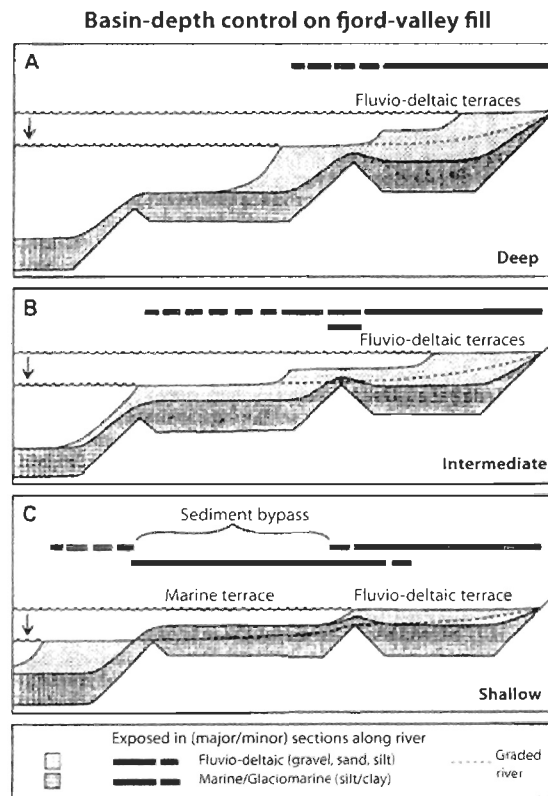 Basin-depth control on fjord-valley fill
A
Fluvio-deltaic terraces
Deep
B
Fluvio-deltaic terraces
Intermediate
C
Sediment bypass
Marine terrace
Fluvio-deltaic terrace
Shallow
Exposed in (major/minor) sections along river
Fluvio-deltaic (gravel, sand, silt)
Marine/Glaciomarine (silt/clay)
Graded
river